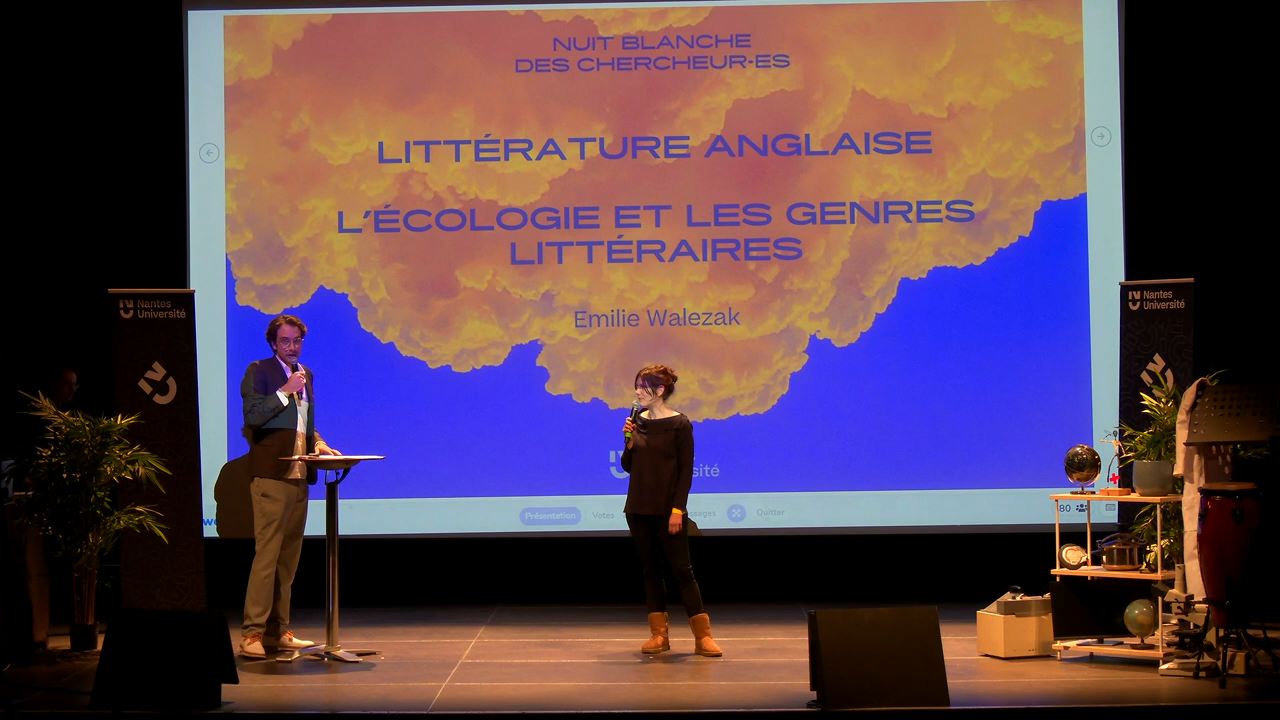 NUIT BLANCHE
DES CHERCHEUR·ES
LITTÉRATURE ANGLAISE
L'ÉCOLOGIE ET LES GENRES
LITTÉRAIRES
Emilie Walezak
Nantes
Université
Nantes
Université
Présentation Votes Quitter
80